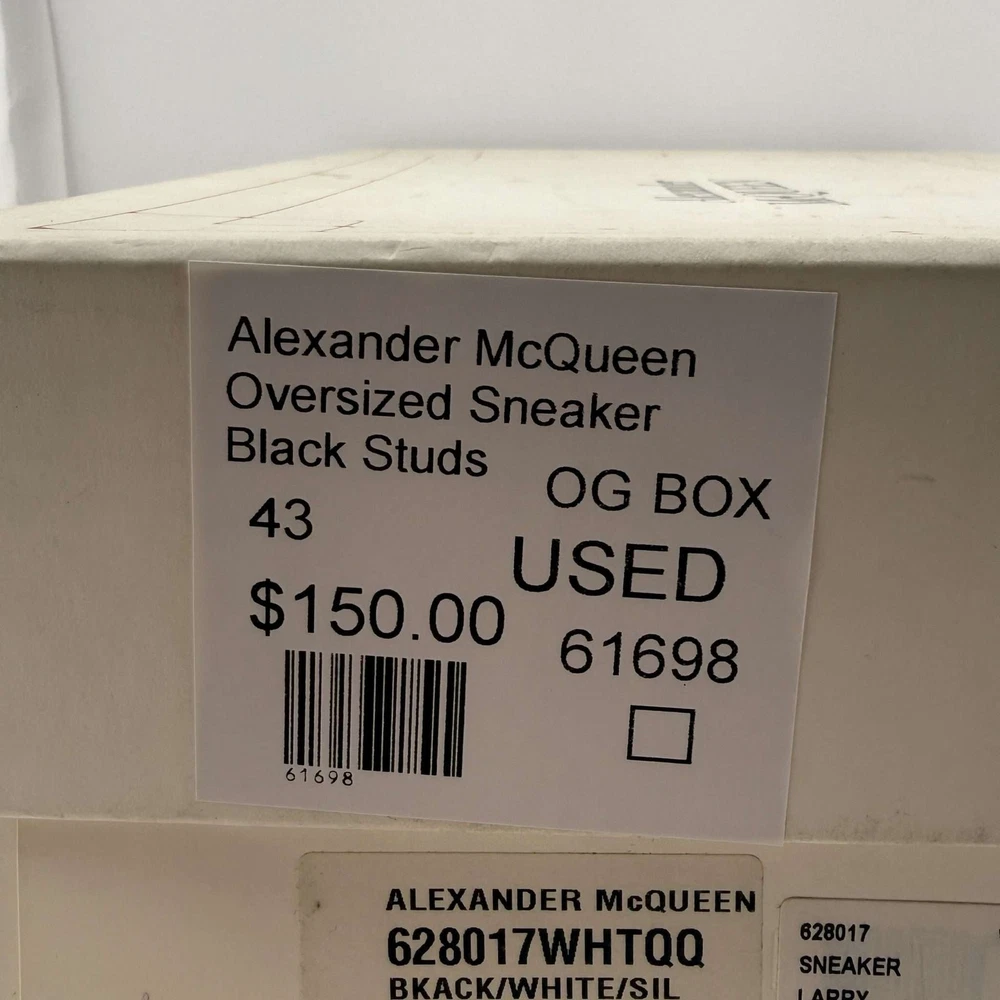 Alexander McQueen
Oversized Sneaker
Black Studs
OG BOX
43
USED
$150.00
61698
61698
ALEXANDER McQUEEN
628017WHTQQ
BKACK/WHITE/SIL
628017
SNEAKER
LARRY